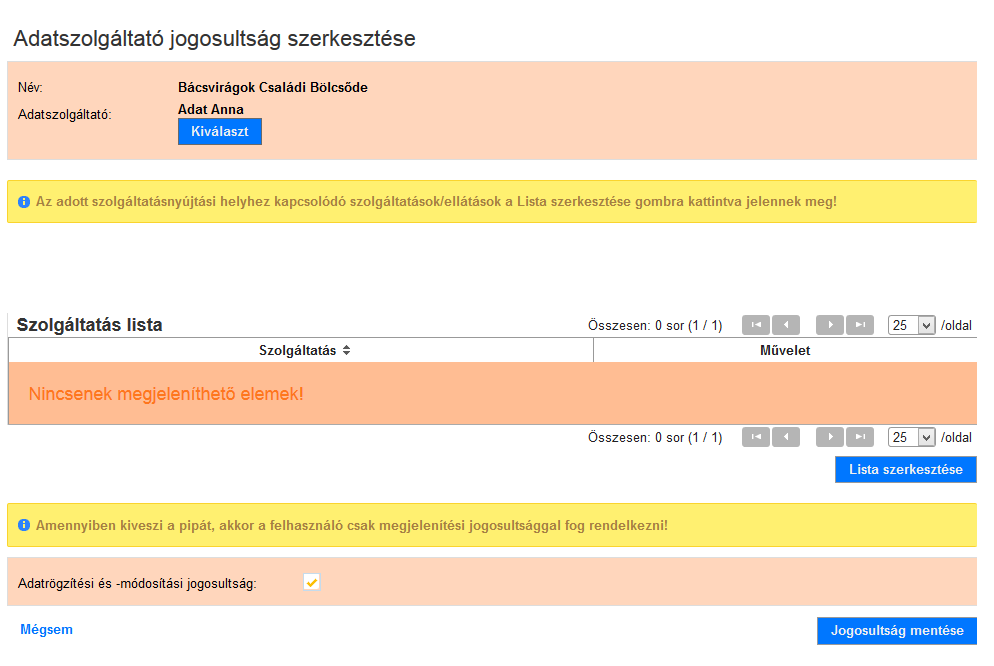 Adatszolgáltató jogosultság szerkesztése
Név: Bácsvirágok Családi Bölcsőde
Adatszolgáltató: Adat Anna
Kiválaszt
Az adott szolgáltatásnyújtási helyhez kapcsolódó szolgáltatások/ellátások a Lista szerkesztése gombra kattintva jelennek meg!
Szolgáltatás lista Összesen: 0 sor (1 / 1) 25 /oldal
Szolgáltatás Művelet
Nincsenek megjeleníthető elemek!
Összesen: 0 sor (1 / 1) 25 /oldal
Lista szerkesztése
Amennyiben kiveszi a pipát, akkor a felhasználó csak megjelenítési jogosultsággal fog rendelkezni!
Adatrögzítési és -módosítási jogosultság:
Mégsem Jogosultság mentése